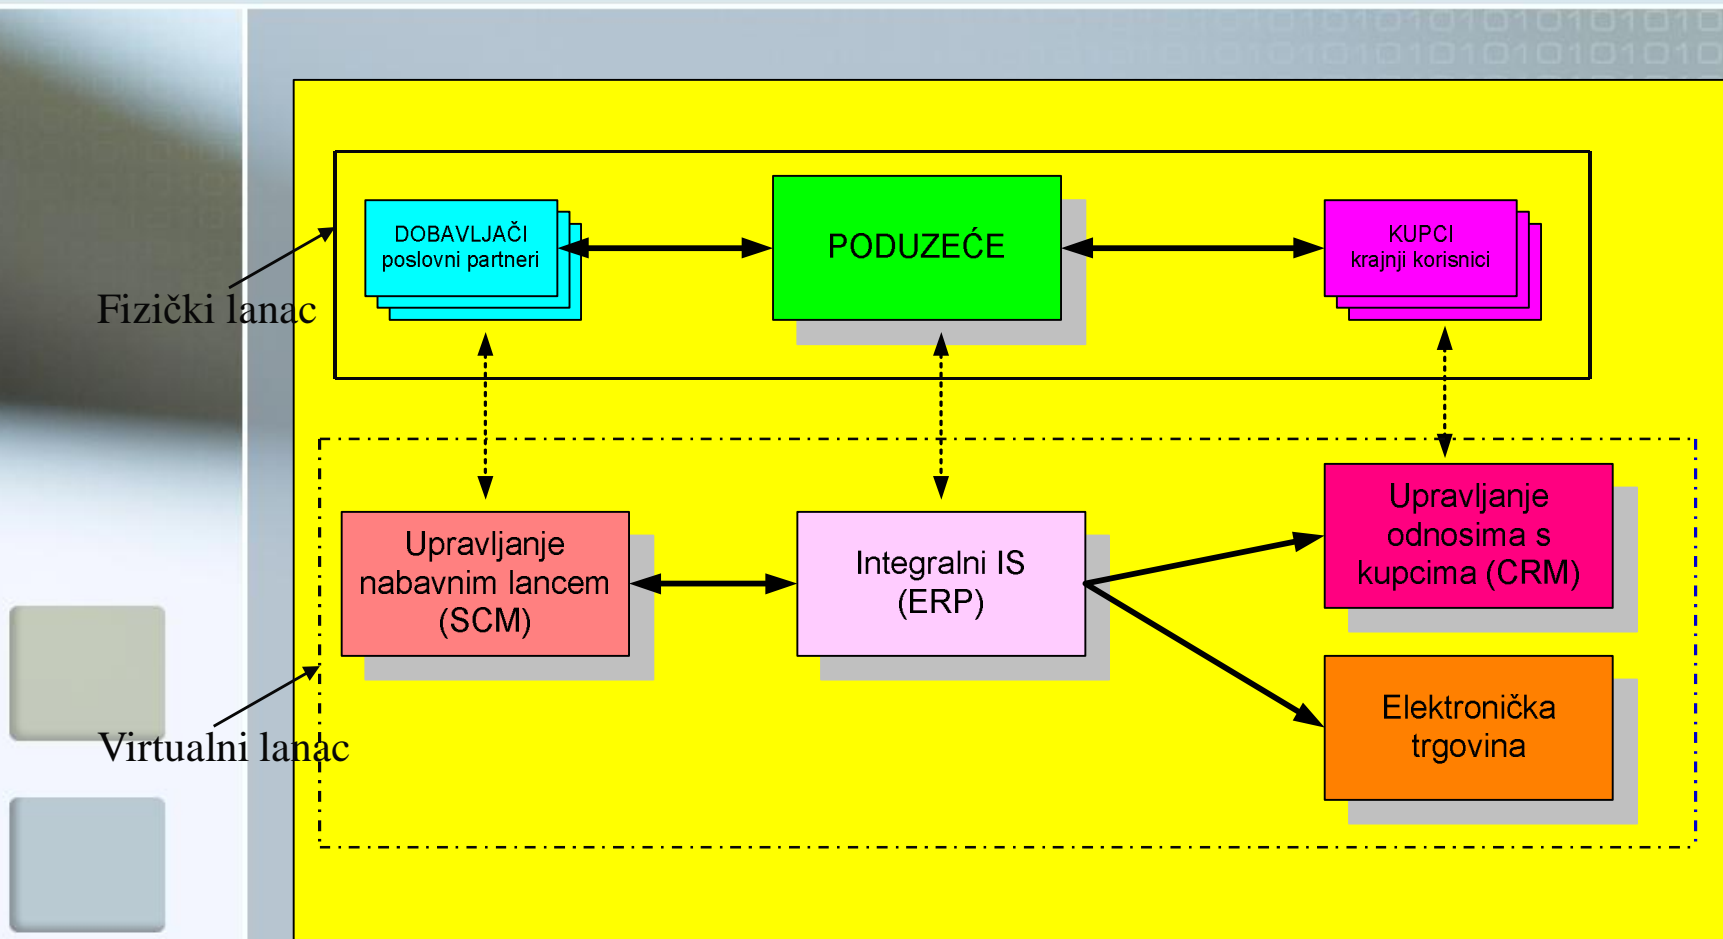 DOBAVLJAČI
poslovni partneri
PODUZEĆE
KUPCI
krajnji korisnici
Fizički lanac
Upravljanje
nabavnim lancem
(SCM)
Integralni IS
(ERP)
Upravljanje
odnosima s
kupcima (CRM)
Elektronička
trgovina
Virtualni lanac